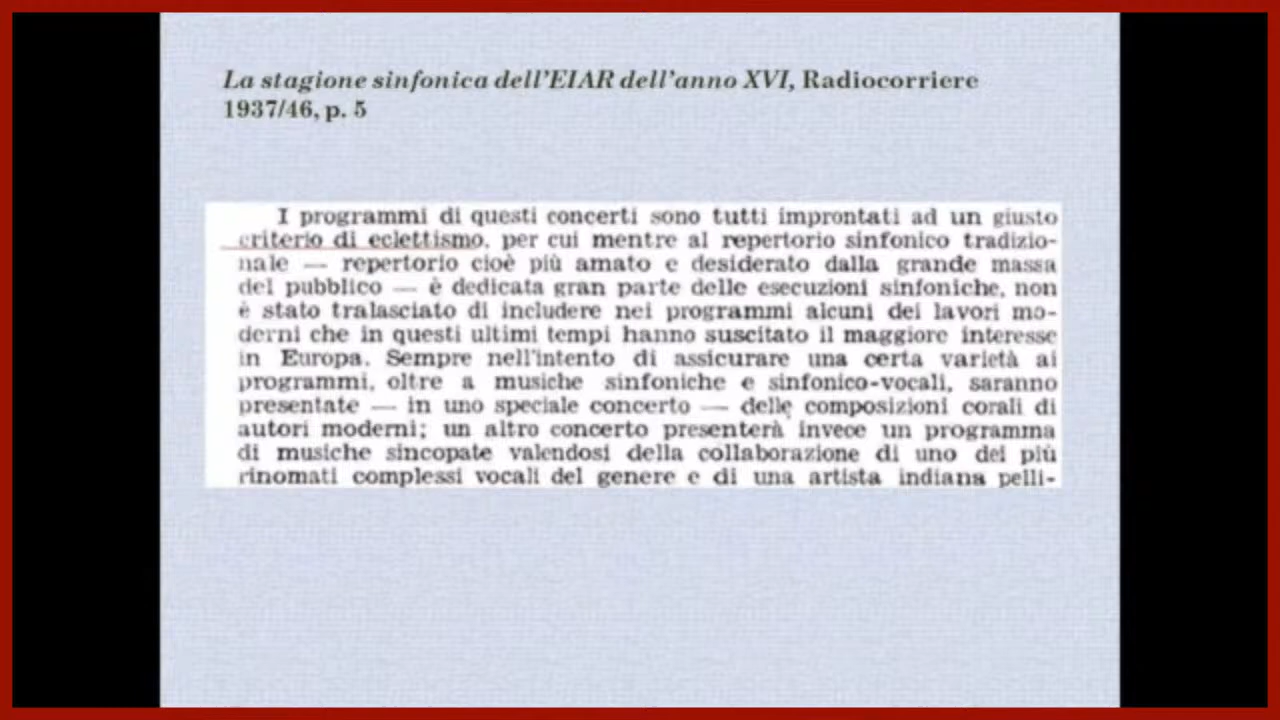 La stagione sinfonica dell'EIAR dell'anno XVI, Radiocorriere
1937/46, p. 5
I programmi di questi concerti sono tutti improntati ad un giusto
criterio di eclettismo, per cui mentre al repertorio sinfonico tradizio-
nale — repertorio cioè più amato e desiderato dalla grande massa
del pubblico — è dedicata gran parte delle esecuzioni sinfoniche, non
è stato tralasciato di includere nei programmi alcuni dei lavori mo-
derni che in questi ultimi tempi hanno suscitato il maggiore interesse
in Europa. Sempre nell'intento di assicurare una certa varietà ai
programmi, oltre a musiche sinfoniche e sinfonico-vocali, saranno
presentate — in uno speciale concerto — delle composizioni corali di
autori moderni; un altro concerto presenterà invece un programma
di musiche sincopate valendosi della collaborazione di uno dei più
rinomati complessi vocali del genere e di una artista indiana pelli-